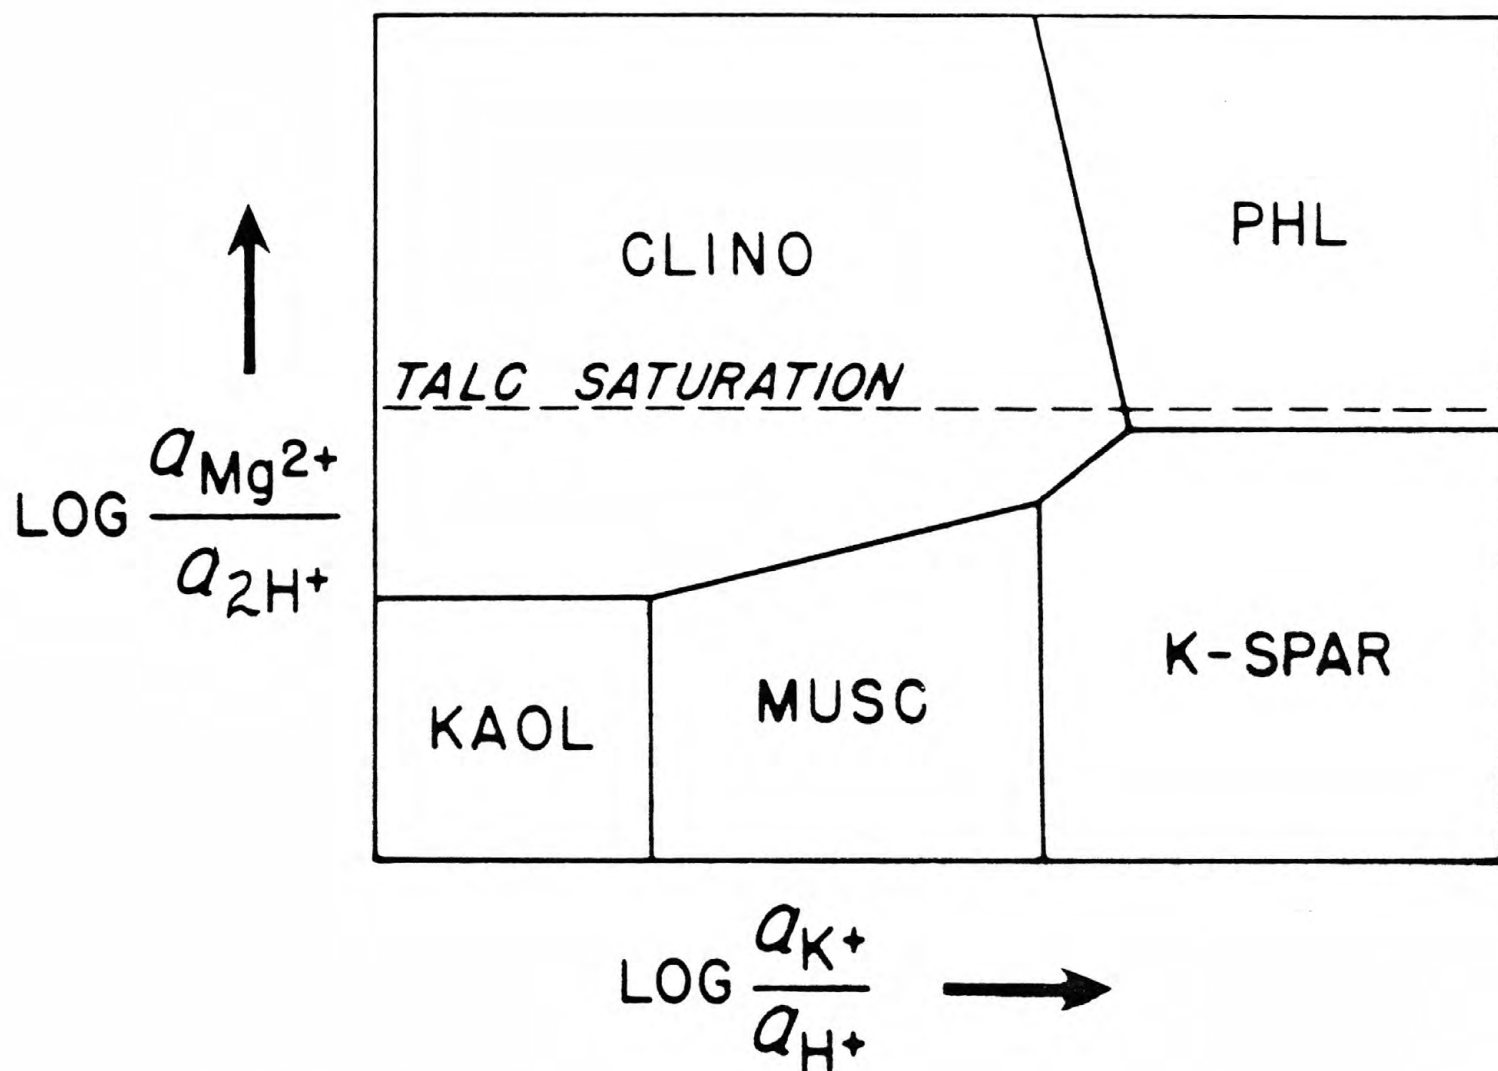 CLINO
PHL
TALC SATURATION
LOG aMg2+ / a2H+
K-SPAR
MUSC
KAOL
LOG aK+ / aH+